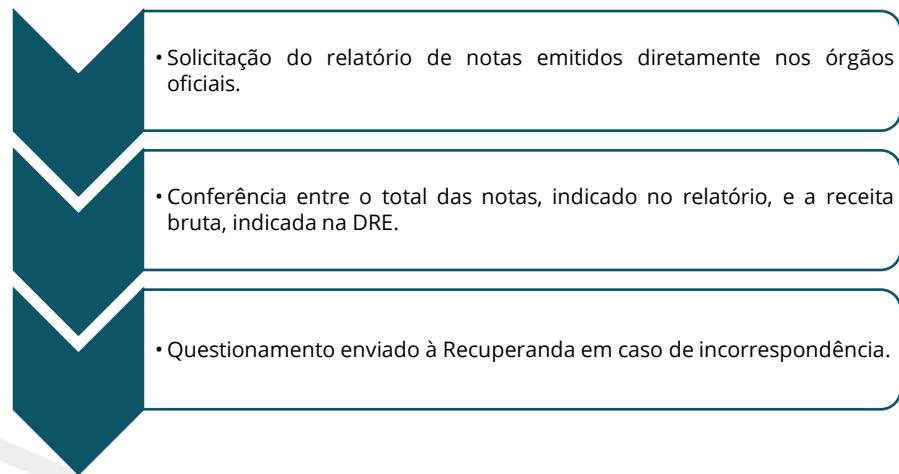 • Solicitação do relatório de notas emitidos diretamente nos órgãos
oficiais.
• Conferência entre o total das notas, indicado no relatório, e a receita
bruta, indicada na DRE.
• Questionamento enviado à Recuperanda em caso de incorrespondência.